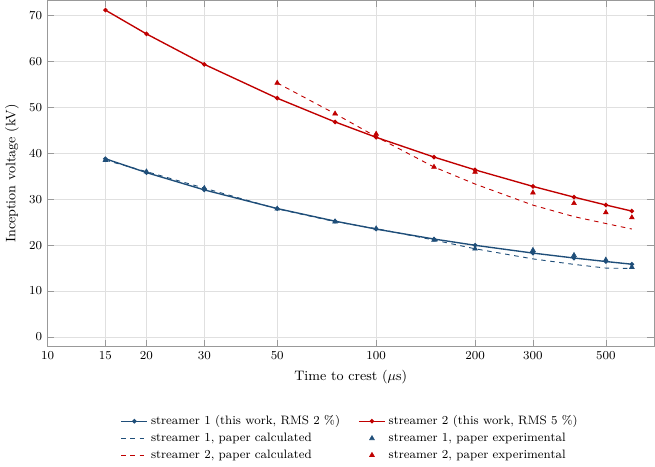 70
60
50
40
30
20
10
0
Inception voltage (kV)
10 15 20 30 50 100 200 300 500
Time to crest (μs)
streamer 1 (this work, RMS 2 %) streamer 2 (this work, RMS 5 %)
streamer 1, paper calculated streamer 1, paper experimental
streamer 2, paper calculated streamer 2, paper experimental